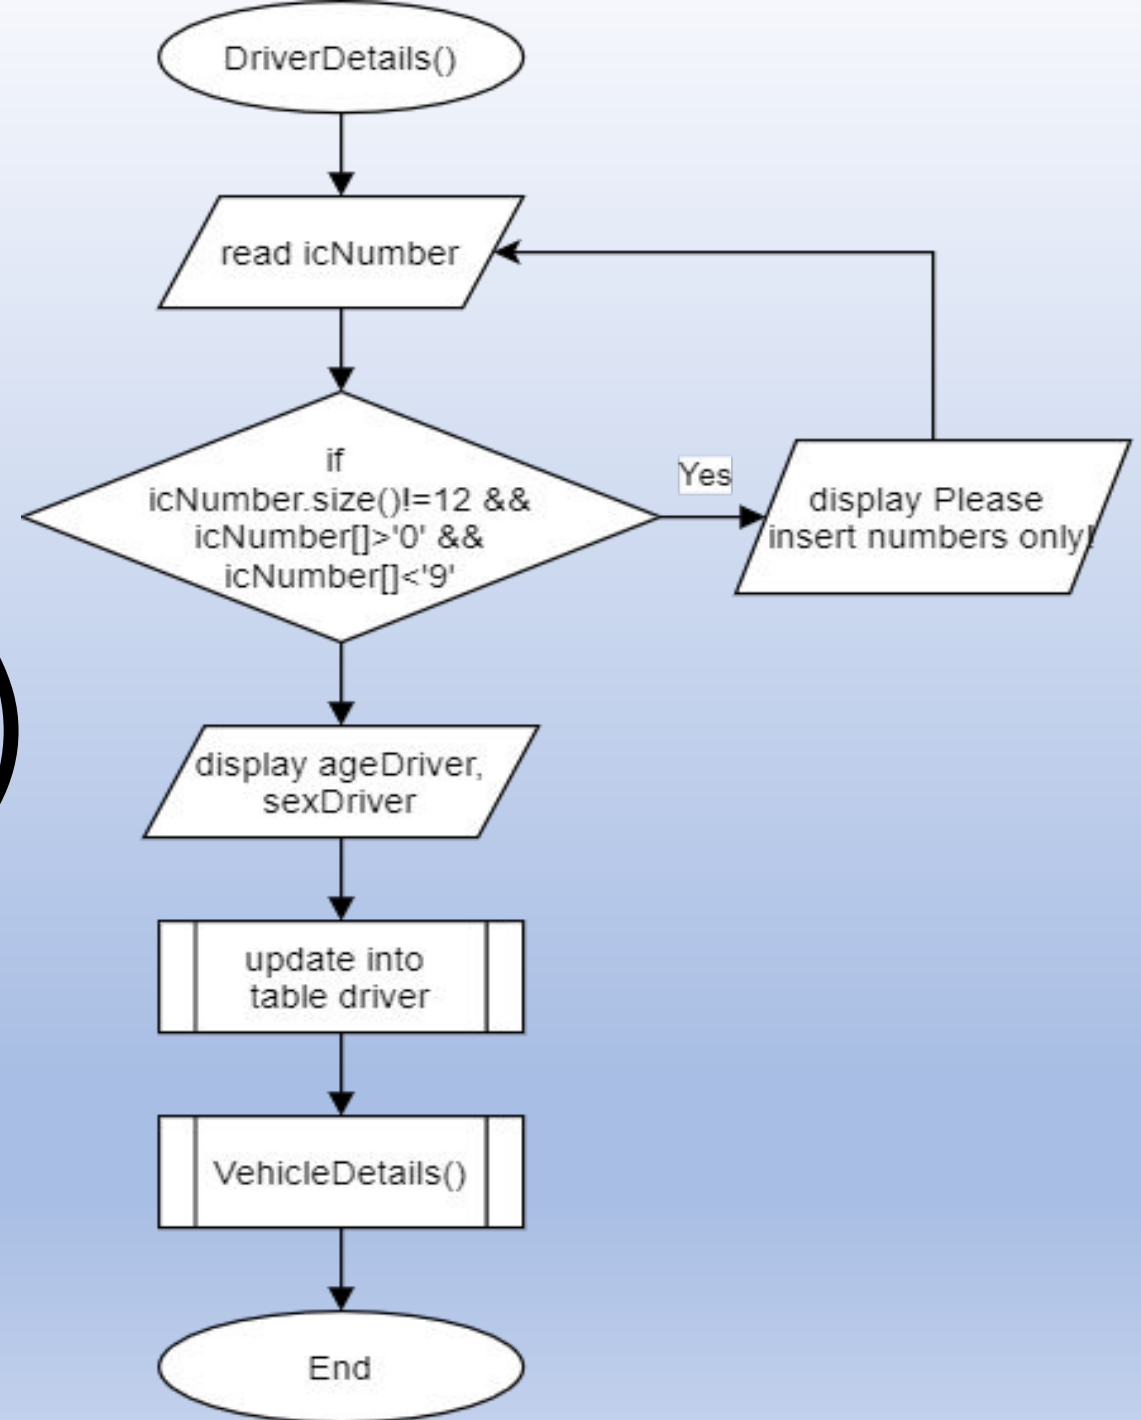 DriverDetails()
read icNumber
if
icNumber.size()!=12 &&
icNumber[]>'0' &&
icNumber[]<'9'
Yes
display Please
insert numbers only!
display ageDriver,
sexDriver
update into
table driver
VehicleDetails()
End